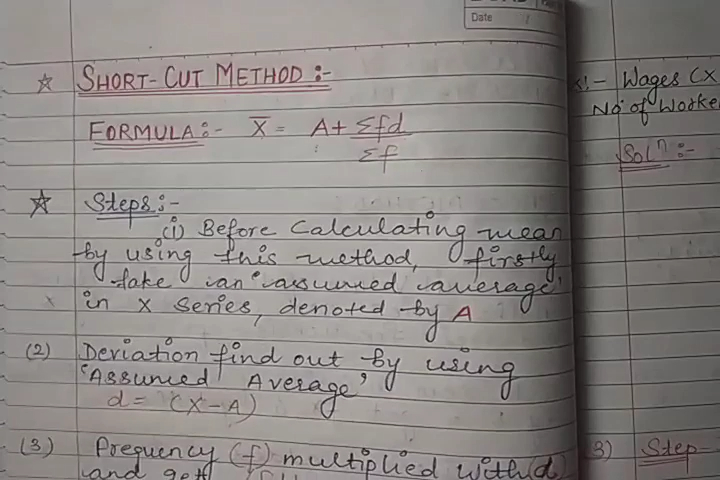 Date
☆ SHORT-CUT METHOD :-
FORMULA :- X̅ = A + Σfd
Σf
☆ Steps :-
(i) Before Calculating mean
by using this method, firstly
take an 'assumed average'
in X series, denoted by A
(2) Deviation find out by using
'Assumed Average'
d = (X-A)
(3) Frequency (f) multiplied with (d)
and get
:- Wages (X
No of Worke
Soln :-
3) Step-